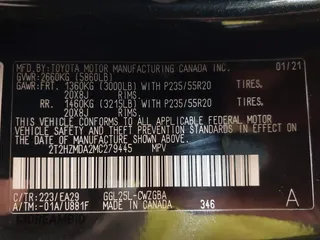 MFD. BY: TOYOTA MOTOR MANUFACTURING CANADA INC. 01/21
GVWR: 2660KG (5860LB)
GAWR: FRT. 1360KG (3000LB) WITH P235/55R20 TIRES,
20X8J RIMS,
RR. 1460KG (3215LB) WITH P235/55R20 TIRES,
20X8J RIMS,
THIS VEHICLE CONFORMS TO ALL APPLICABLE FEDERAL MOTOR
VEHICLE SAFETY
STANDARDS IN EFFECT ON THE DATE OF MANUFACTURE SHOWN ABOVE.
2T2HZMDA2MC279445 MPV
C/TR: 223/EA29 GGL25L-CWZGBA A
A/TM: -01A/U881F MADE IN CANADA 346